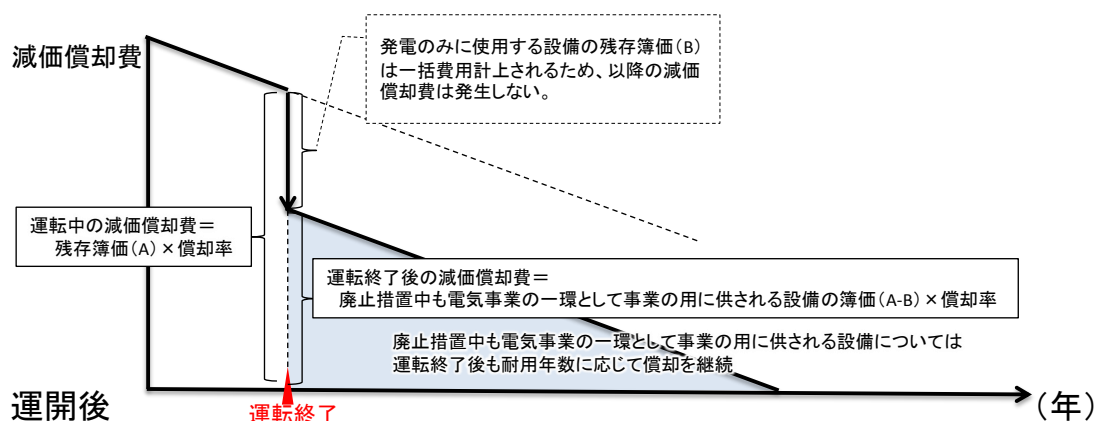 減価償却費
発電のみに使用する設備の残存簿価(B)
は一括費用計上されるため、以降の減価
償却費は発生しない。
運転中の減価償却費＝
残存簿価(A)×償却率
運転終了後の減価償却費＝
廃止措置中も電気事業の一環として事業の用に供される設備の簿価(A-B)×償却率
廃止措置中も電気事業の一環として事業の用に供される設備については
運転終了後も耐用年数に応じて償却を継続
運開後
運転終了
(年)